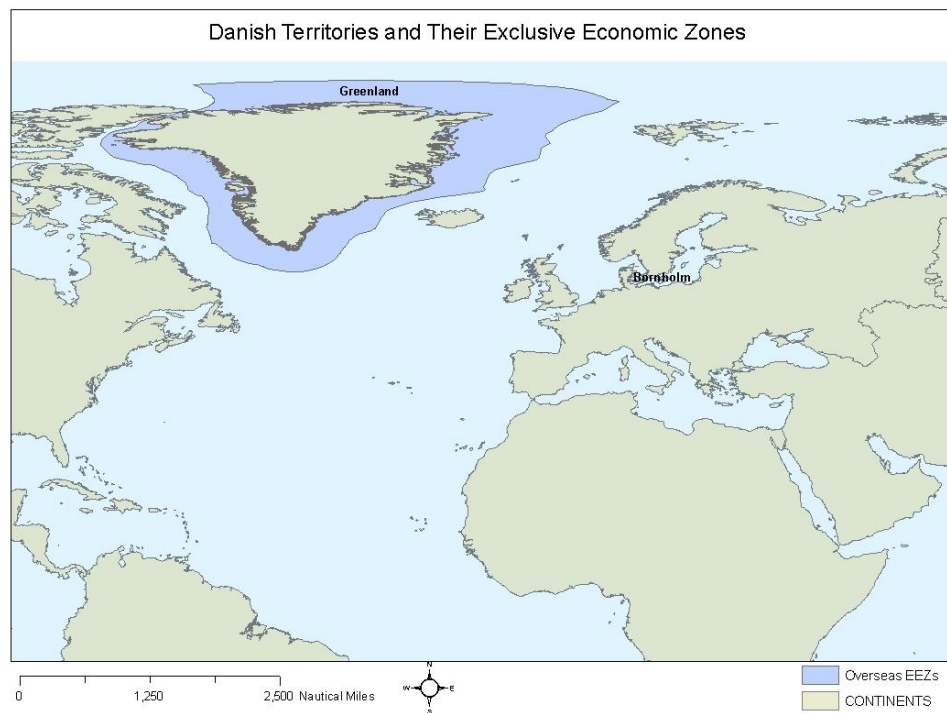 Danish Territories and Their Exclusive Economic Zones
Greenland
Bornholm
N
W E
S
0 1,250 2,500 Nautical Miles
Overseas EEZs
CONTINENTS